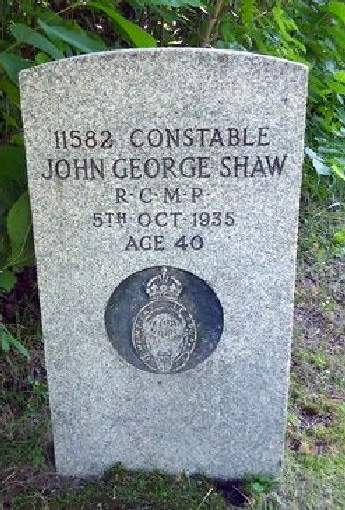 11582 CONSTABLE
JOHN GEORGE SHAW
R·C·M·P
5TH OCT 1935
AGE 40